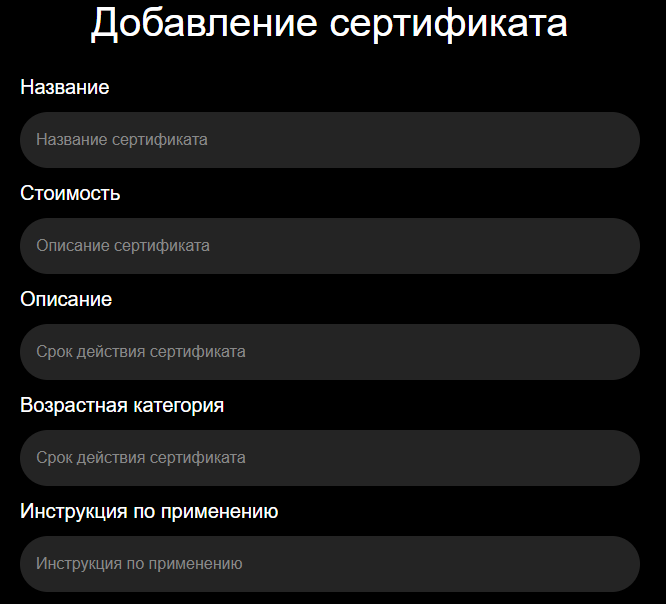 Добавление сертификата
Название
Название сертификата
Стоимость
Описание сертификата
Описание
Срок действия сертификата
Возрастная категория
Срок действия сертификата
Инструкция по применению
Инструкция по применению